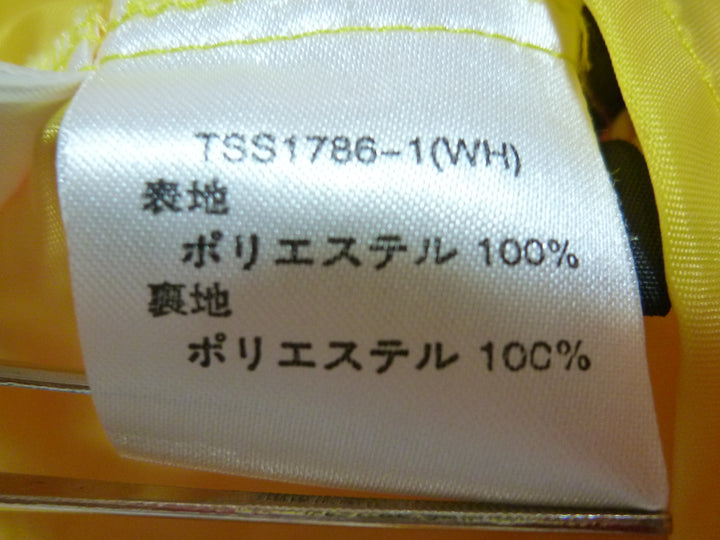 TSS1786-1(WH)
表地
ポリエステル 100%
裏地
ポリエステル 100%